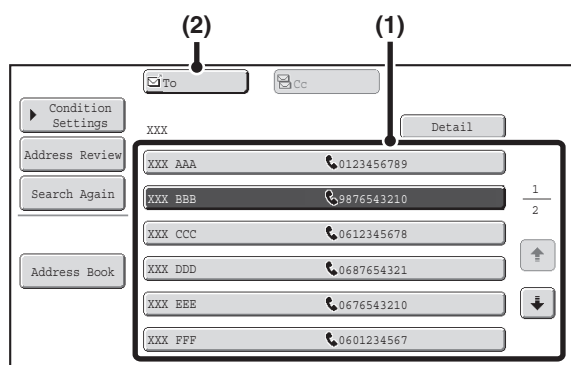 (2) (1)
To Cc
Condition
Settings
XXX Detail
Address Review
XXX AAA 0123456789
Search Again
XXX BBB 9876543210
1
2
XXX CCC 0612345678
Address Book
XXX DDD 0687654321
XXX EEE 0676543210
XXX FFF 0601234567